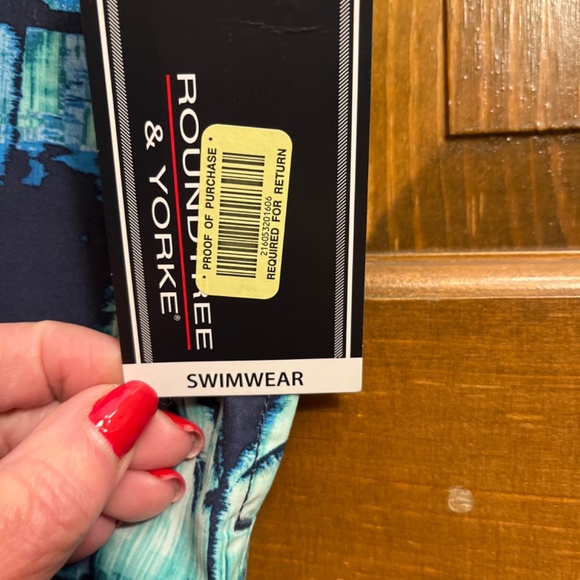 ROUNDTREE
& YORKE®
• PROOF OF PURCHASE •
216053201606
REQUIRED FOR RETURN
SWIMWEAR